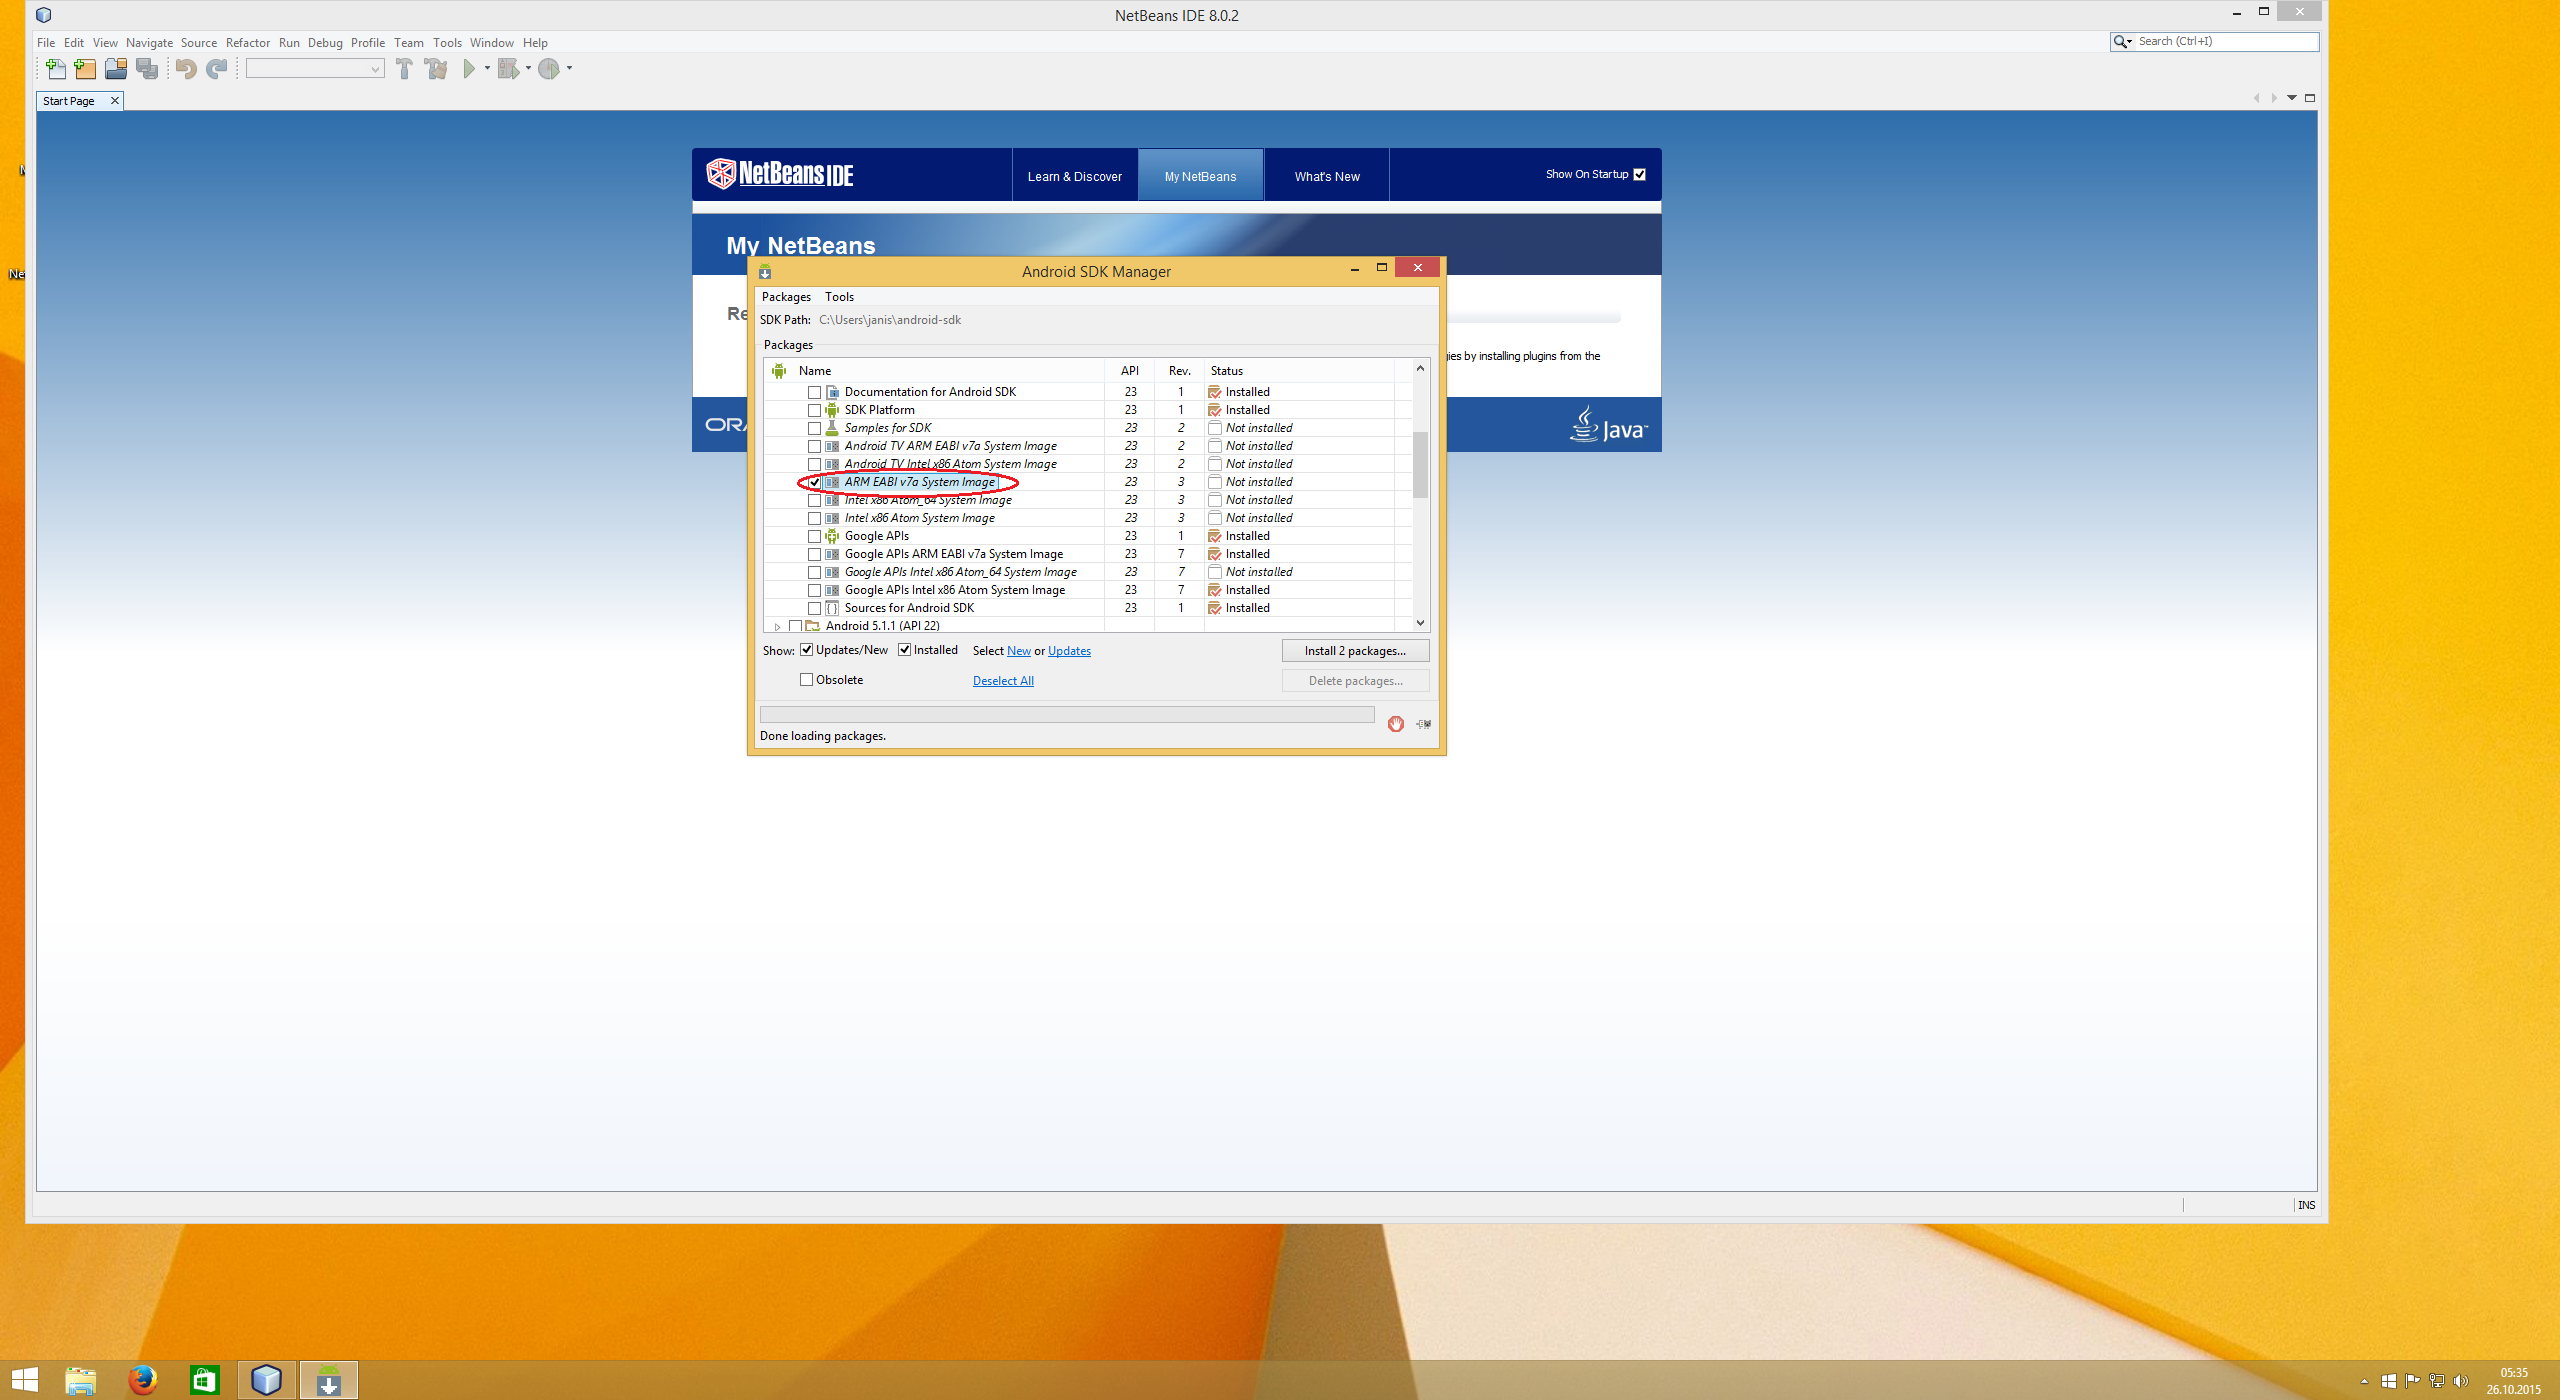 NetBeans IDE 8.0.2
File Edit View Navigate Source Refactor Run Debug Profile Team Tools Window Help
Search (Ctrl+I)
Start Page
NetBeans IDE
Learn & Discover
My NetBeans
What's New
Show On Startup
My NetBeans
Android SDK Manager
Packages Tools
SDK Path: C:\Users\janis\android-sdk
Packages
Name API Rev. Status
Documentation for Android SDK 23 1 Installed
SDK Platform 23 1 Installed
Samples for SDK 23 2 Not installed
Android TV ARM EABI v7a System Image 23 2 Not installed
Android TV Intel x86 Atom System Image 23 2 Not installed
ARM EABI v7a System Image 23 3 Not installed
Intel x86 Atom_64 System Image 23 3 Not installed
Intel x86 Atom System Image 23 3 Not installed
Google APIs 23 1 Installed
Google APIs ARM EABI v7a System Image 23 7 Installed
Google APIs Intel x86 Atom_64 System Image 23 7 Not installed
Google APIs Intel x86 Atom System Image 23 7 Installed
Sources for Android SDK 23 1 Installed
Android 5.1.1 (API 22)
Show: Updates/New Installed Select New or Updates
Install 2 packages...
Obsolete Deselect All
Delete packages...
Done loading packages.
Re
gies by installing plugins from the
ORA
Java
Net
INS
05:35
26.10.2015